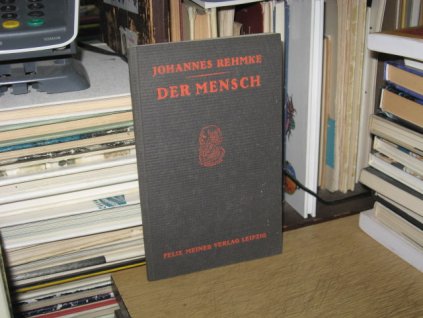 JOHANNES REHMKE
DER MENSCH
FELIX MEINER VERLAG LEIPZIG